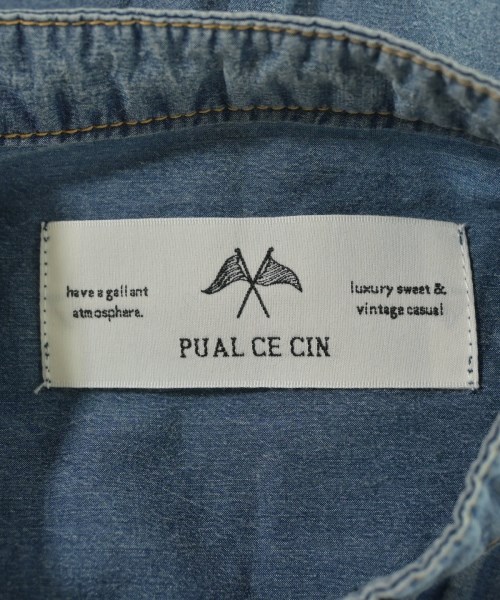 have a gallant
atmosphere.
luxury sweet &
vintage casual
PUAL CE CIN